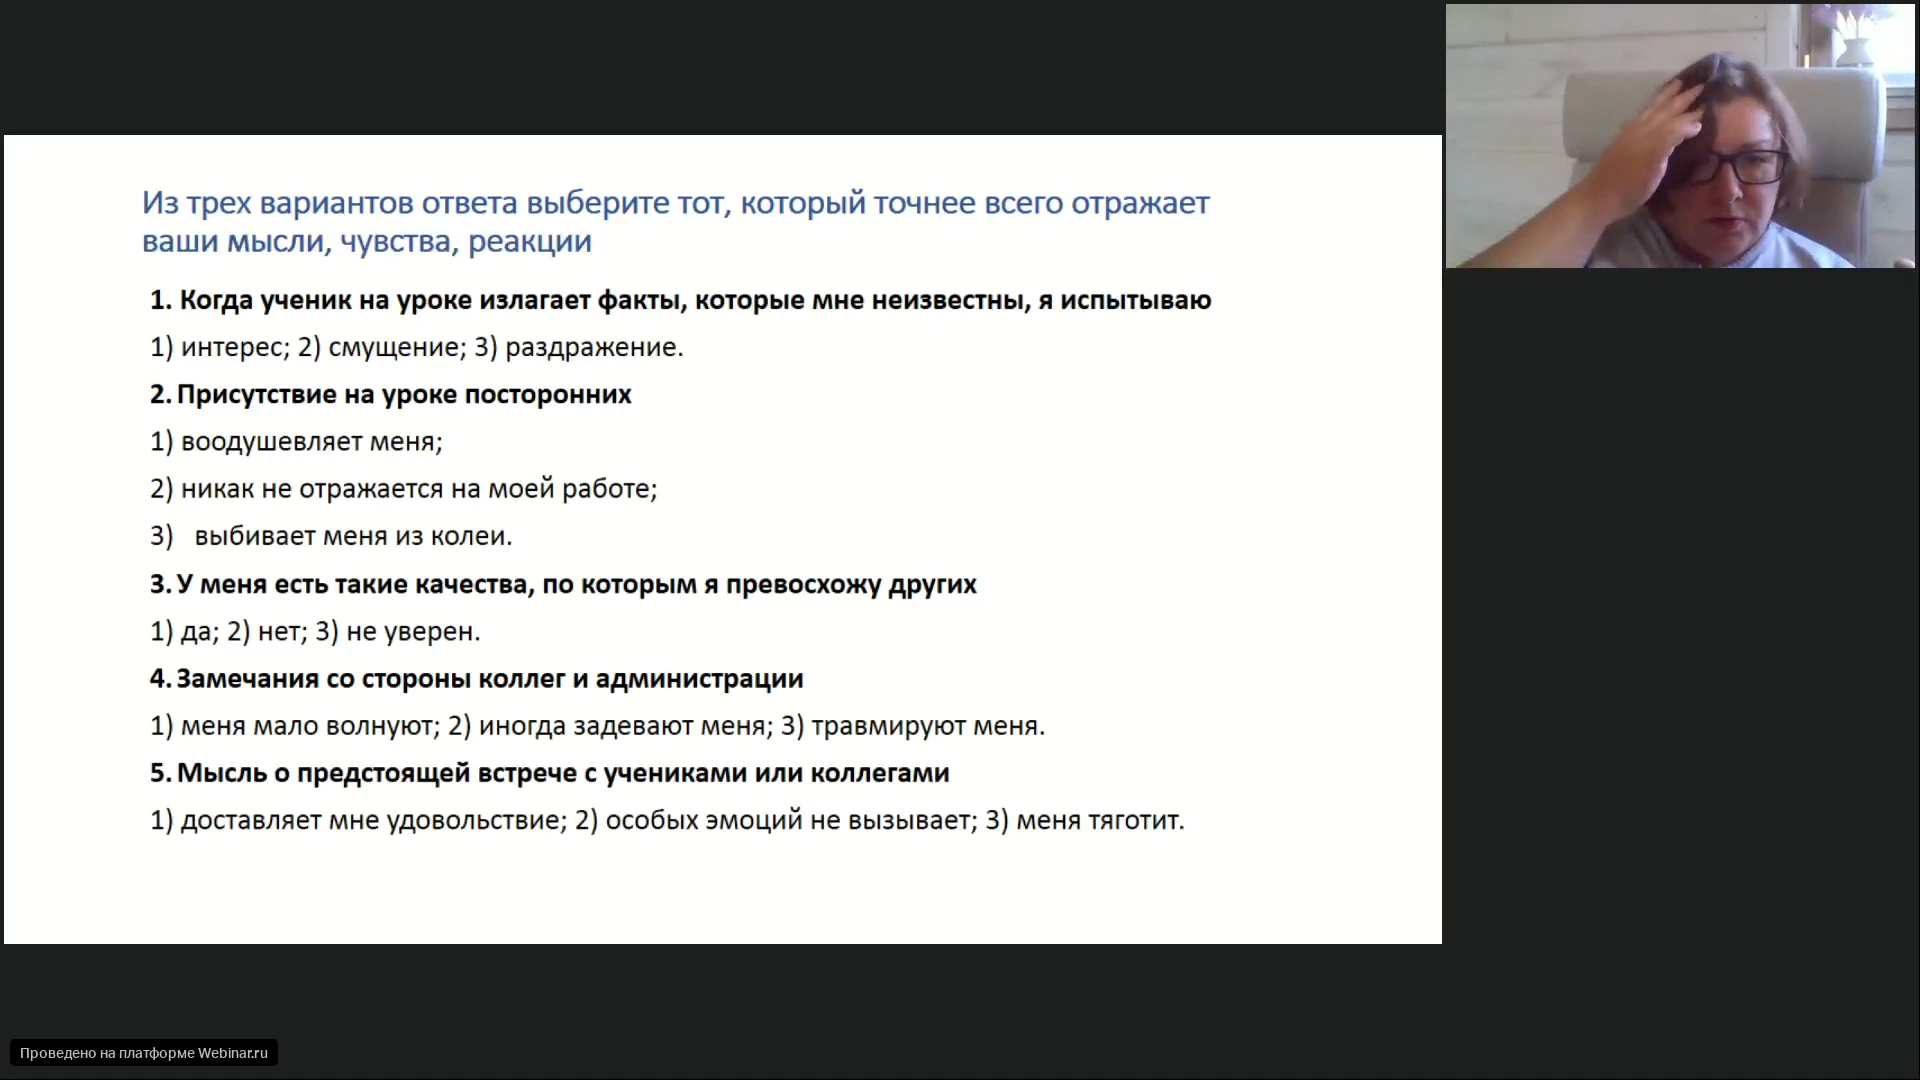 Из трех вариантов ответа выберите тот, который точнее всего отражает
ваши мысли, чувства, реакции
1. Когда ученик на уроке излагает факты, которые мне неизвестны, я испытываю
1) интерес; 2) смущение; 3) раздражение.
2. Присутствие на уроке посторонних
1) воодушевляет меня;
2) никак не отражается на моей работе;
3) выбивает меня из колеи.
3. У меня есть такие качества, по которым я превосхожу других
1) да; 2) нет; 3) не уверен.
4. Замечания со стороны коллег и администрации
1) меня мало волнуют; 2) иногда задевают меня; 3) травмируют меня.
5. Мысль о предстоящей встрече с учениками или коллегами
1) доставляет мне удовольствие; 2) особых эмоций не вызывает; 3) меня тяготит.
Проведено на платформе Webinar.ru